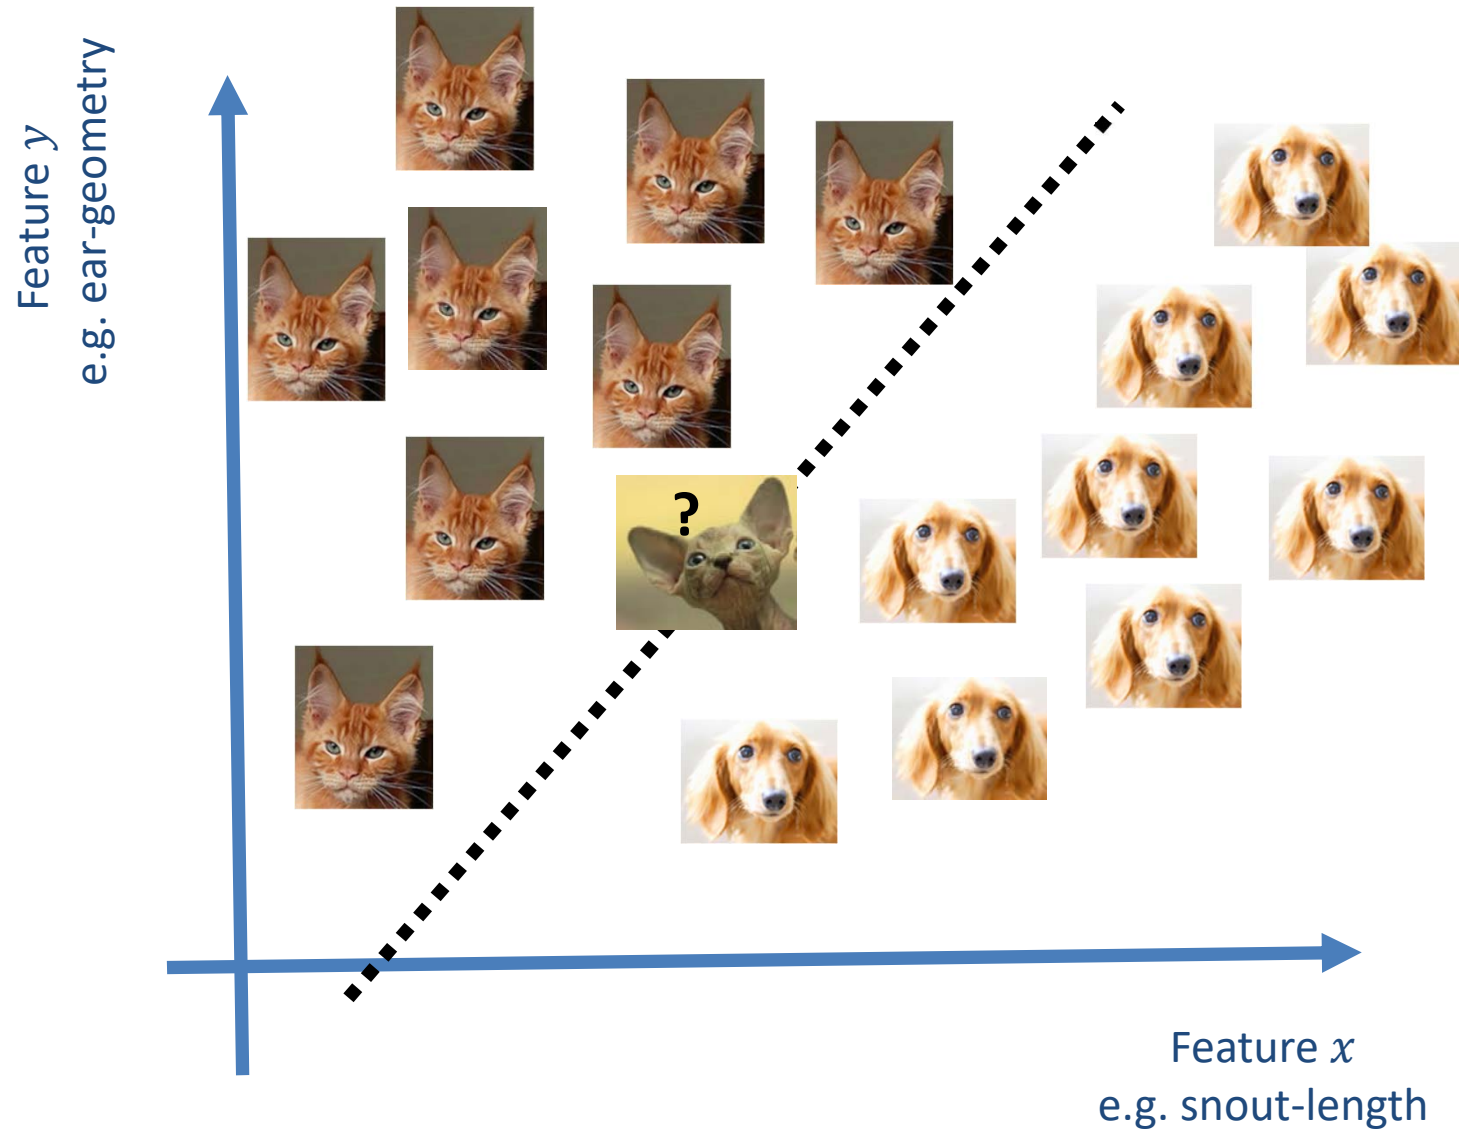 Feature y
e.g. ear-geometry
?
Feature x
e.g. snout-length